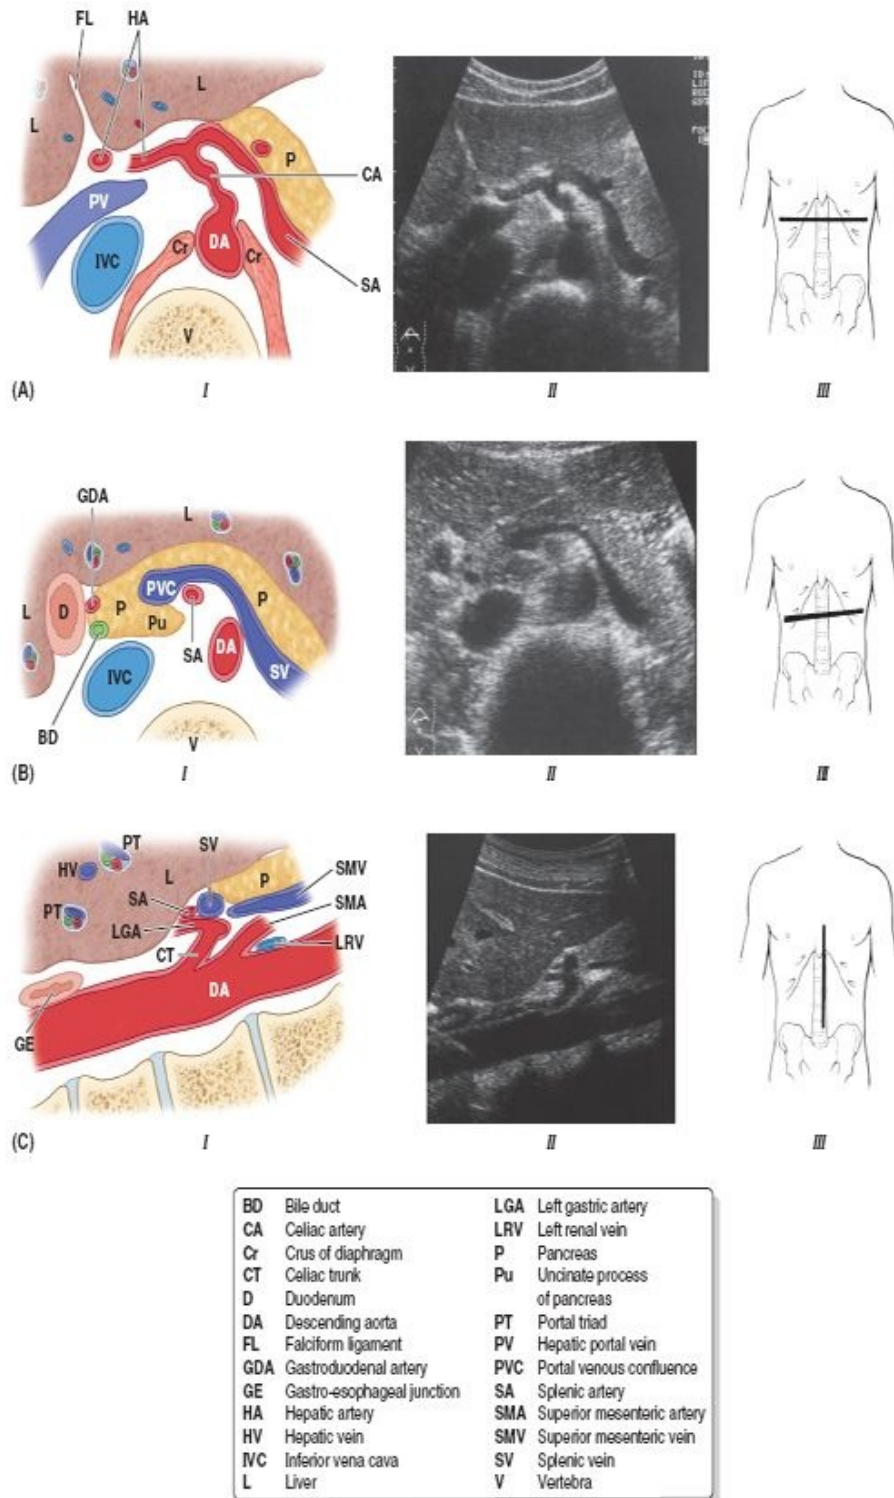 FL HA
L
L
P
CA
PV
Cr
DA
Cr
IVC
SA
V
(A) I II III
GDA
L
PVC
L
D
P
P
Pu
SA
DA
SV
IVC
BD
V
(B) I II III
PT
SV
HV
L
P
SMV
SA
SMA
PT
LGA
LRV
CT
DA
GE
(C) I II III
BD Bile duct
CA Celiac artery
Cr Crus of diaphragm
CT Celiac trunk
D Duodenum
DA Descending aorta
FL Falciform ligament
GDA Gastroduodenal artery
GE Gastro-esophageal junction
HA Hepatic artery
HV Hepatic vein
IVC Inferior vena cava
L Liver
LGA Left gastric artery
LRV Left renal vein
P Pancreas
Pu Uncinate process
of pancreas
PT Portal triad
PV Hepatic portal vein
PVC Portal venous confluence
SA Splenic artery
SMA Superior mesenteric artery
SMV Superior mesenteric vein
SV Splenic vein
V Vertebra